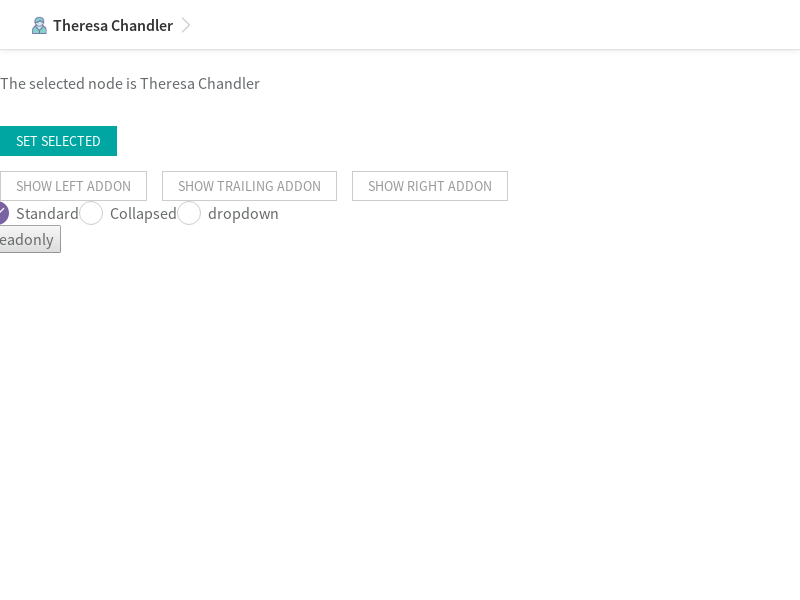 Theresa Chandler
The selected node is Theresa Chandler
SET SELECTED
SHOW LEFT ADDON SHOW TRAILING ADDON SHOW RIGHT ADDON
Standard Collapsed dropdown
eadonly